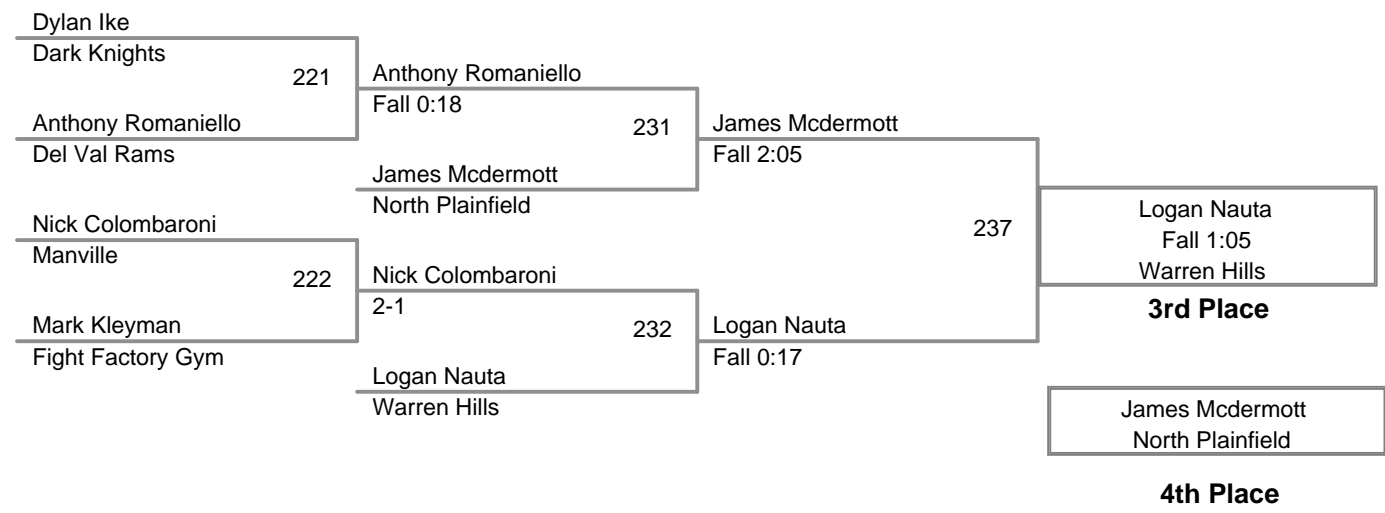 Dylan Ike
Dark Knights
221
Anthony Romaniello
Fall 0:18
Anthony Romaniello
Del Val Rams
231
James Mcdermott
Fall 2:05
James Mcdermott
North Plainfield
Nick Colombaroni
Manville
237
Logan Nauta
Fall 1:05
Warren Hills
3rd Place
222
Nick Colombaroni
2-1
Mark Kleyman
Fight Factory Gym
232
Logan Nauta
Fall 0:17
Logan Nauta
Warren Hills
James Mcdermott
North Plainfield
4th Place